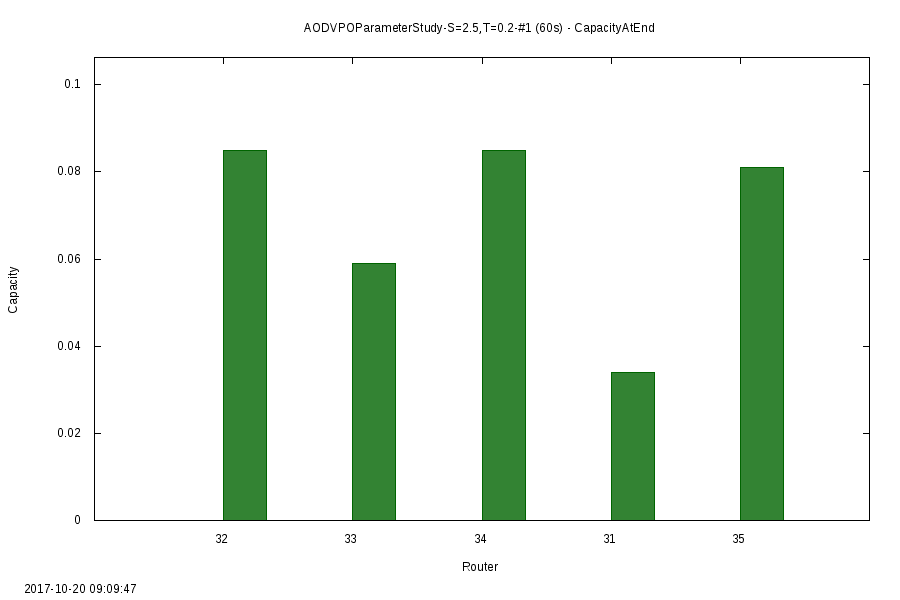 AODVPOParameterStudy-S=2.5,T=0.2-#1 (60s) - CapacityAtEnd
0.1
0.08
0.06
0.04
0.02
0
Capacity
32 33 34 31 35
Router
2017-10-20 09:09:47